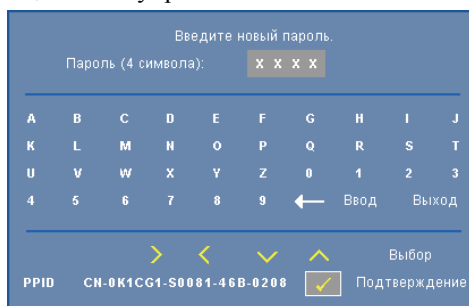 Введите новый пароль.
Пароль (4 символа): X X X X
A B C D E F G H I J
K L M N O P Q R S T
U V W X Y Z 0 1 2 3
4 5 6 7 8 9 ← Ввод Выход
Выбор
PPID CN-0K1CG1-S0081-46B-0208 ✓ Подтверждение